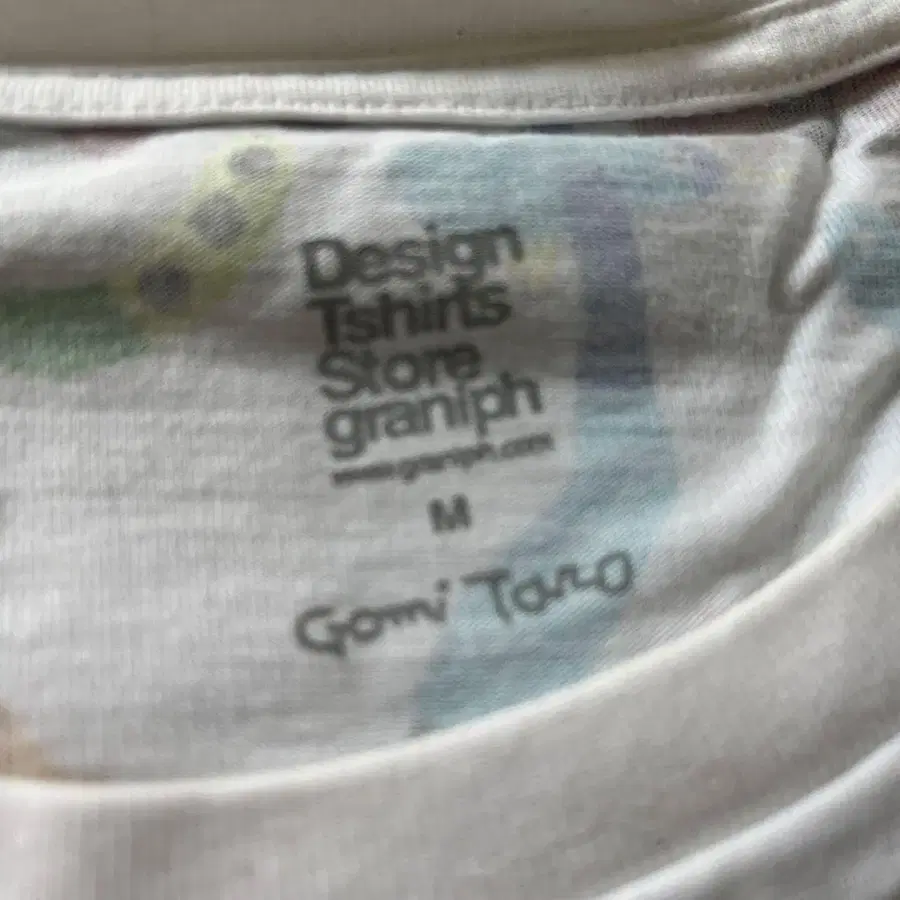 Design
Tshirts
Store
graniph
www.graniph.com
M
Gomi Taro